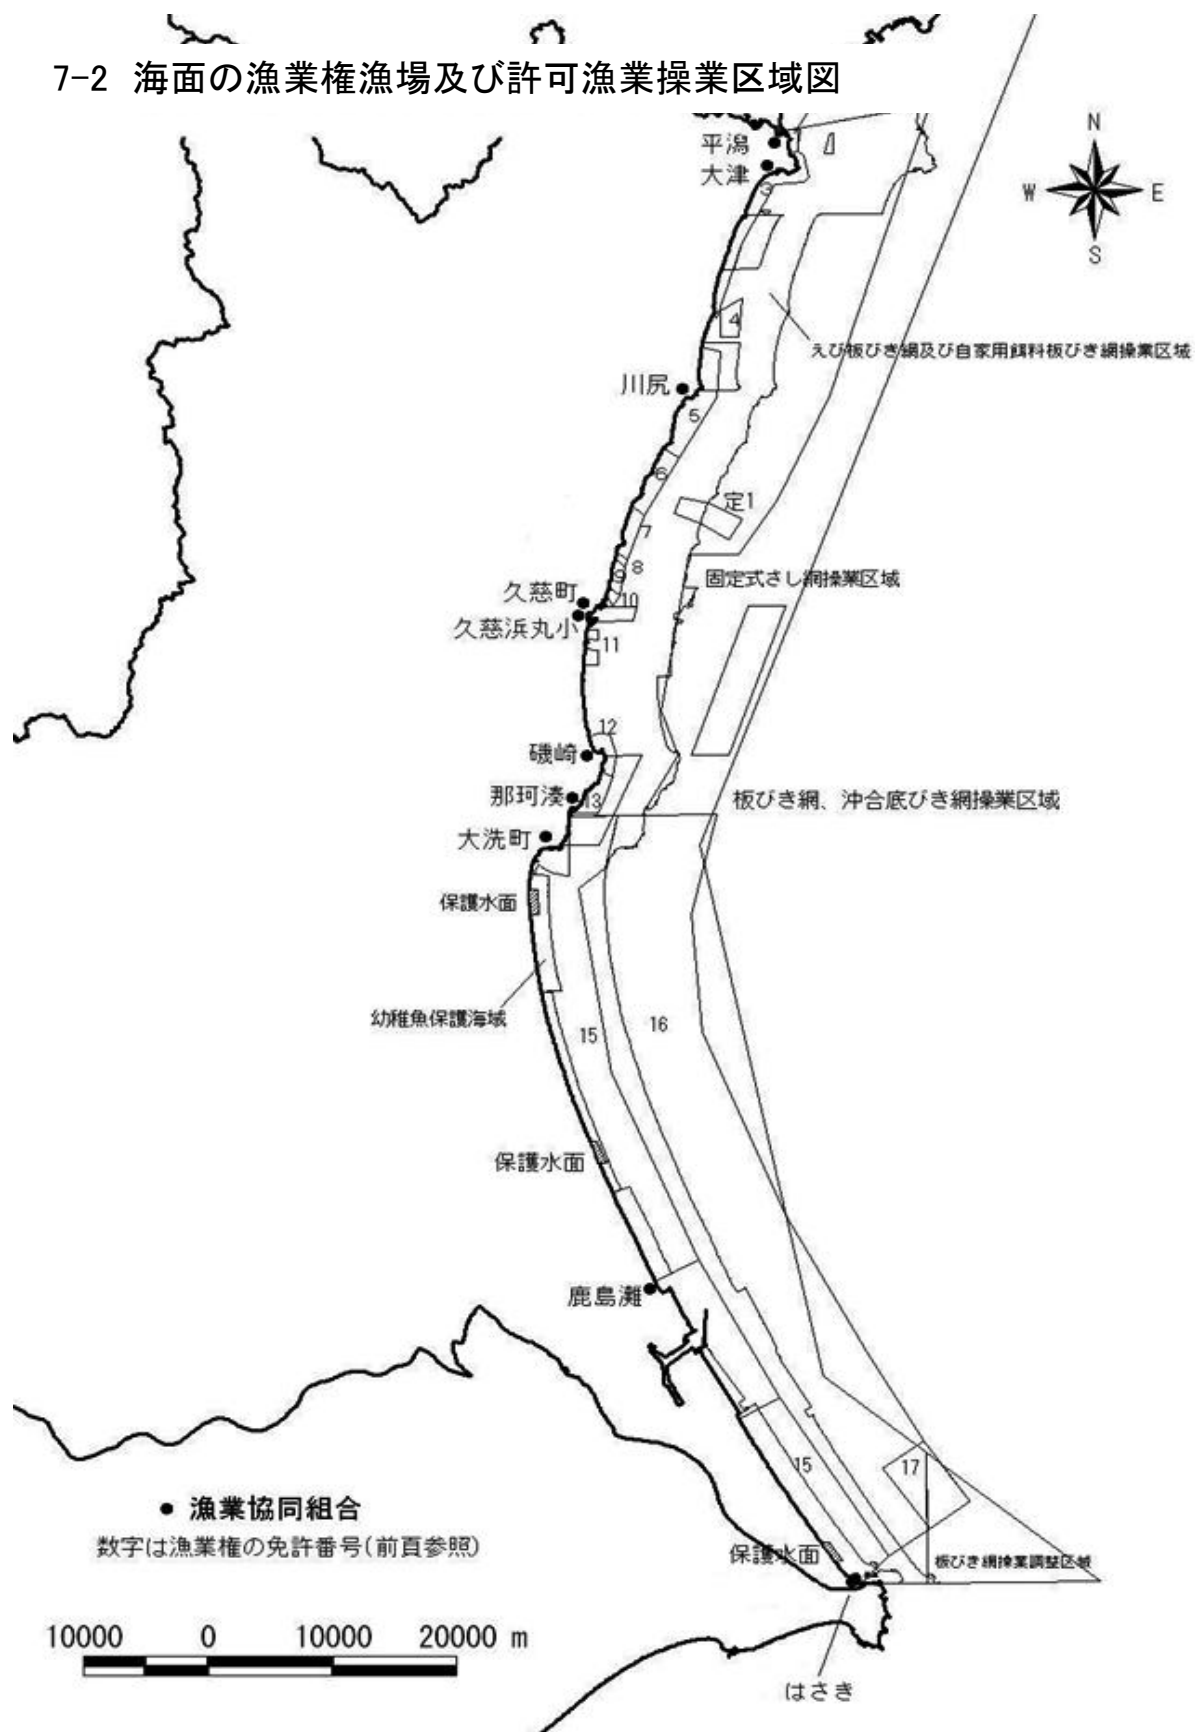 7-2 海面の漁業権漁場及び許可漁業操業区域図
N
W
E
S
平潟
大津
3
4
えび板びき網及び自家用餌料板びき網操業区域
川尻
5
6
定1
7
8
9
固定式さし網操業区域
久慈町
10
久慈浜丸小
11
12
磯崎
那珂湊
13
板びき網、沖合底びき網操業区域
大洗町
保護水面
幼稚魚保護海域
15
16
保護水面
鹿島灘
15
17
● 漁業協同組合
数字は漁業権の免許番号(前頁参照)
保護水面
板びき網操業調整区域
10000 0 10000 20000 m
はさき